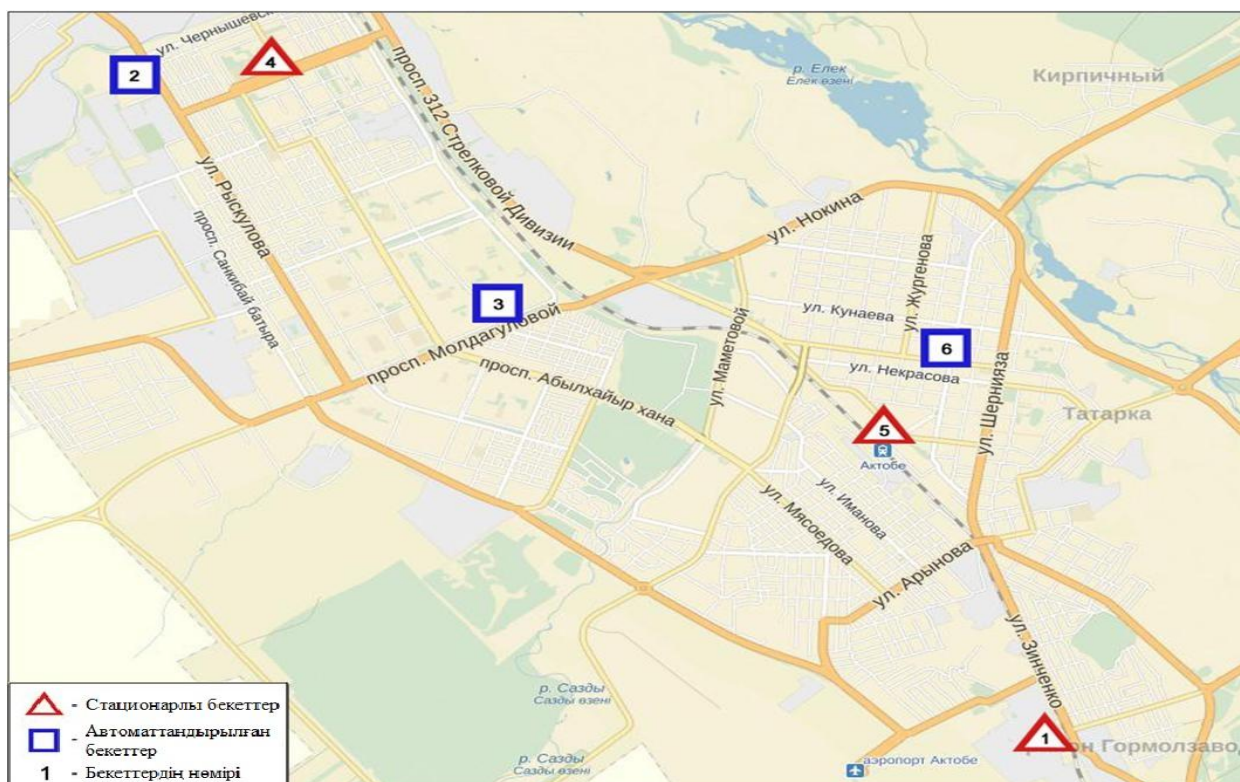 ул. Чернышевск
2
4
просп. 312 Стрелковой Дивизии
р. Елек
Елек өзені
Кирпичный
ул. Рыскулова
просп. Санкибай батыра
ул. Нокина
ул. Жургенова
3
просп. Молдагуловой
ул. Кунаева
6
ул. Некрасова
ул. Маметовой
просп. Абылхайыр хана
ул. Шернияза
Татарка
5
Актобе
ул. Иманова
ул. Мясоедова
ул. Арынова
ул. Зинченко
р. Сазды
Сазды өзені
1
он Гормолзавод
р. Сазды
Сазды өзені
аэропорт Актобе
- Стационарлы бекеттер
- Автоматтандырылған
бекеттер
1 - Бекеттердің нөмірі